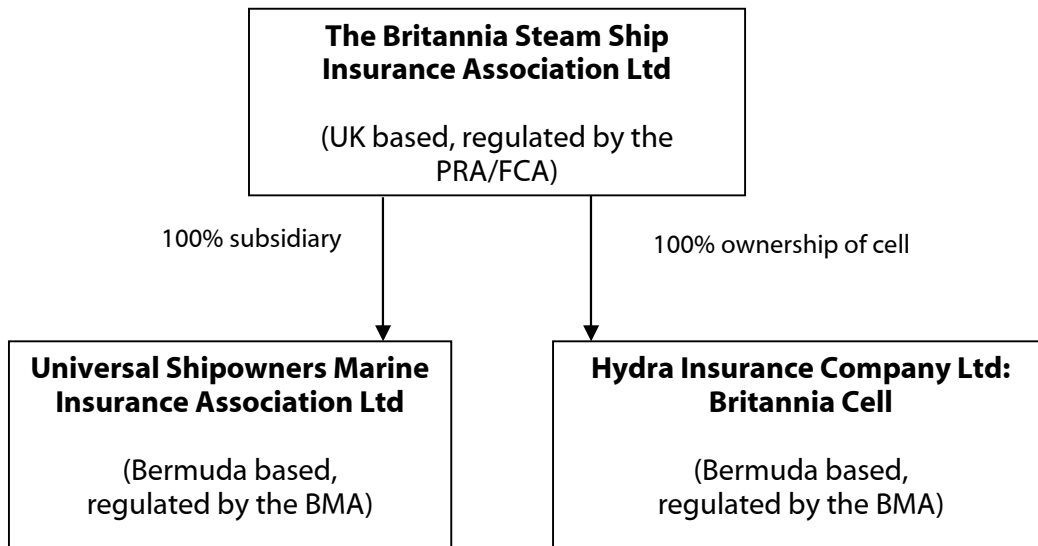 The Britannia Steam Ship
Insurance Association Ltd
(UK based, regulated by the
PRA/FCA)
100% subsidiary
100% ownership of cell
Universal Shipowners Marine
Insurance Association Ltd
(Bermuda based,
regulated by the BMA)
Hydra Insurance Company Ltd:
Britannia Cell
(Bermuda based,
regulated by the BMA)